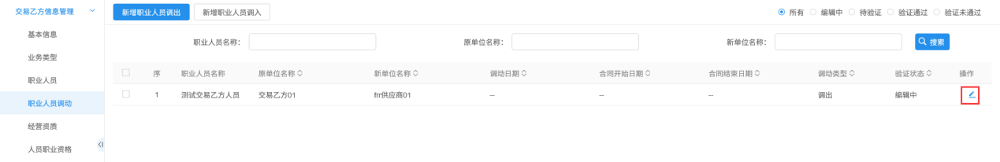 交易乙方信息管理
新增职业人员调出 新增职业人员调入 所有 编辑中 待验证 验证通过 验证未通过
基本信息
职业人员名称: 原单位名称: 新单位名称: 搜索
业务类型
序 职业人员名称 原单位名称 新单位名称 调动日期 合同开始日期 合同结束日期 调动类型 验证状态 操作
职业人员
1 测试交易乙方人员 交易乙方01 frr供应商01 -- -- -- 调出 编辑中
职业人员调动
经营资质
人员职业资格